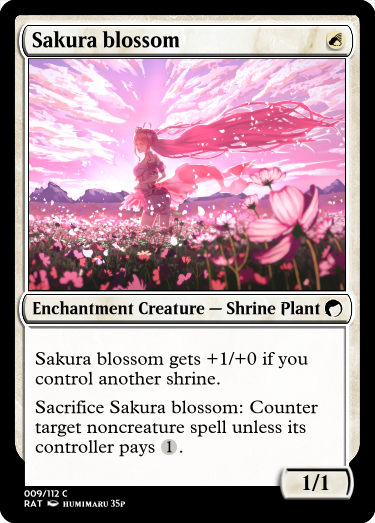 Sakura blossom
Enchantment Creature — Shrine Plant
Sakura blossom gets +1/+0 if you
control another shrine.
Sacrifice Sakura blossom: Counter
target noncreature spell unless its
controller pays 1.
1/1
009/112 C
RAT HUMIMARU 35P